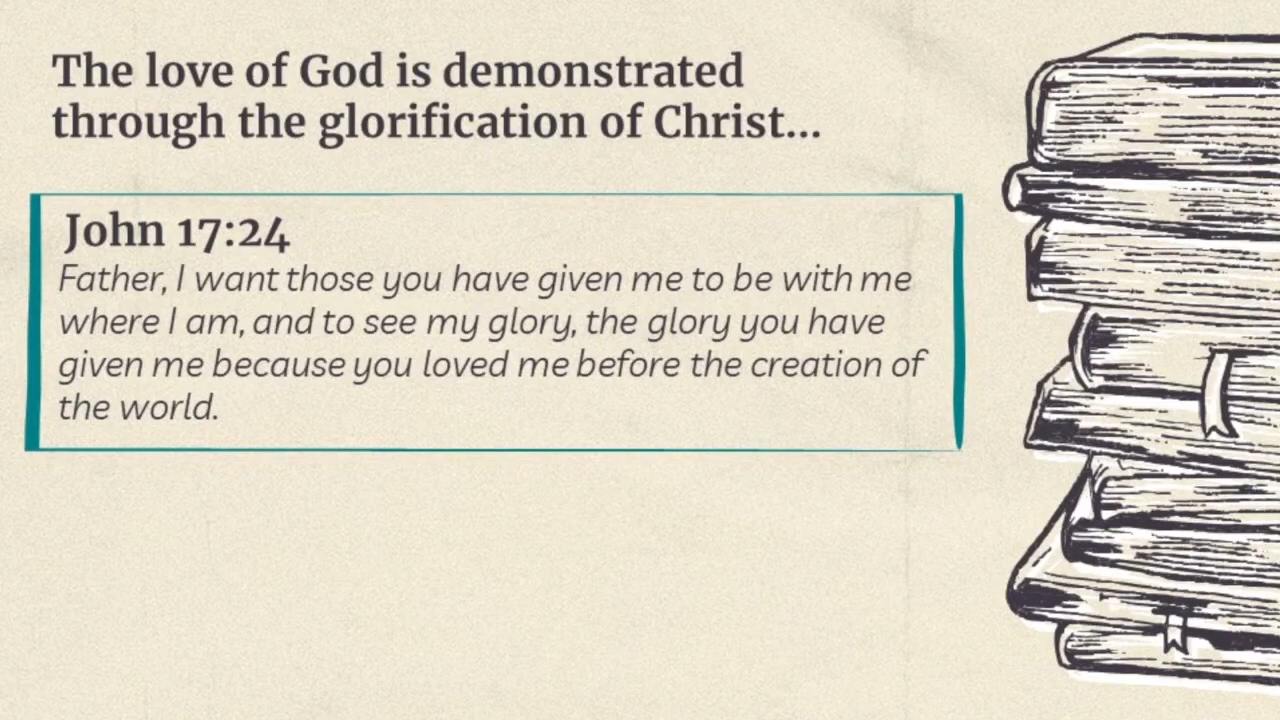 The love of God is demonstrated
through the glorification of Christ...
John 17:24
Father, I want those you have given me to be with me
where I am, and to see my glory, the glory you have
given me because you loved me before the creation of
the world.